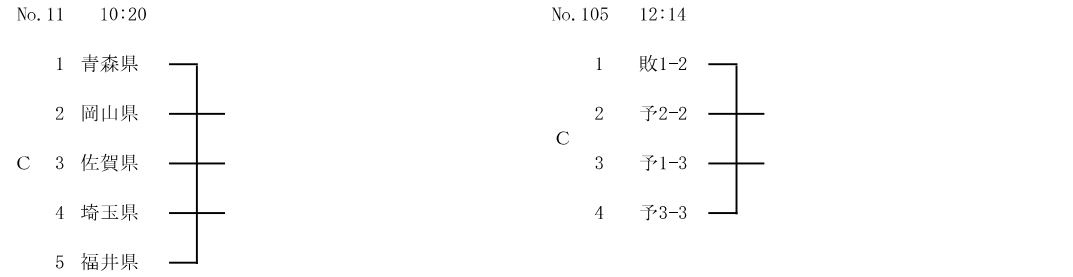 No. 11 10:20
1 青森県
2 岡山県
C 3 佐賀県
4 埼玉県
5 福井県
No. 105 12:14
1 敗1-2
2 予2-2
C
3 予1-3
4 予3-3